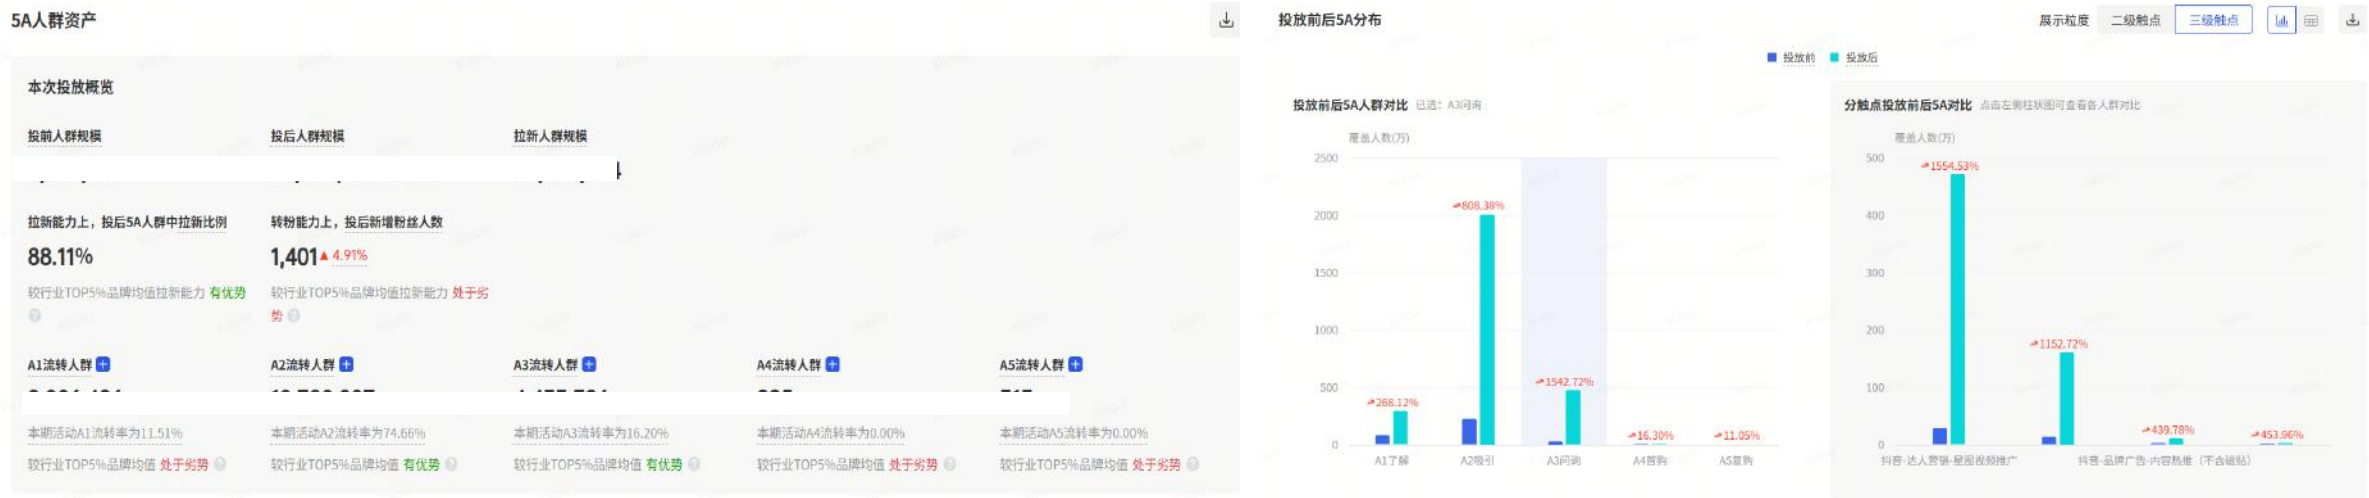 5A人群资产
本次投放概览
投前人群规模
投后人群规模
拉新人群规模
拉新能力上，投后5A人群中拉新比例
88.11%
较行业TOP5%品牌均值拉新能力 有优势
转粉能力上，投后新增粉丝人数
1,401 4.91%
较行业TOP5%品牌均值拉新能力 处于劣
势
A1流转人群
A2流转人群
A3流转人群
A4流转人群
A5流转人群
本期活动A1流转率为11.51%
本期活动A2流转率为74.66%
本期活动A3流转率为16.20%
本期活动A4流转率为0.00%
本期活动A5流转率为0.00%
较行业TOP5%品牌均值 处于劣势
较行业TOP5%品牌均值 有优势
较行业TOP5%品牌均值 有优势
较行业TOP5%品牌均值 处于劣势
较行业TOP5%品牌均值 处于劣势
投放前后5A分布
展示粒度 二级触点 三级触点
投放前 投放后
投放前后5A人群对比 已选：A3问询
覆盖人数(万)
2500
2000
1500
1000
500
0
268.12%
808.38%
1542.72%
16.30%
11.05%
A1了解
A2吸引
A3问询
A4首购
A5复购
分触点投放前后5A对比 点击左侧柱状图可查看各人群对比
覆盖人数(万)
500
400
300
200
100
0
1554.53%
1152.72%
439.78%
453.96%
抖音-达人营销-星图视频推广
抖音-品牌广告-内容热推（不含磁贴）